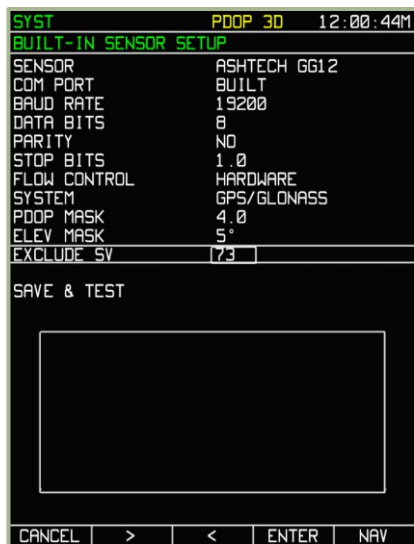 SYST PDOP 3D 12:00:44M
BUILT-IN SENSOR SETUP
SENSOR ASHTECH GG12
COM PORT BUILT
BAUD RATE 19200
DATA BITS 8
PARITY NO
STOP BITS 1.0
FLOW CONTROL HARDWARE
SYSTEM GPS/GLONASS
PDOP MASK 4.0
ELEV MASK 5°
EXCLUDE SV 73
SAVE & TEST
CANCEL > < ENTER NAV